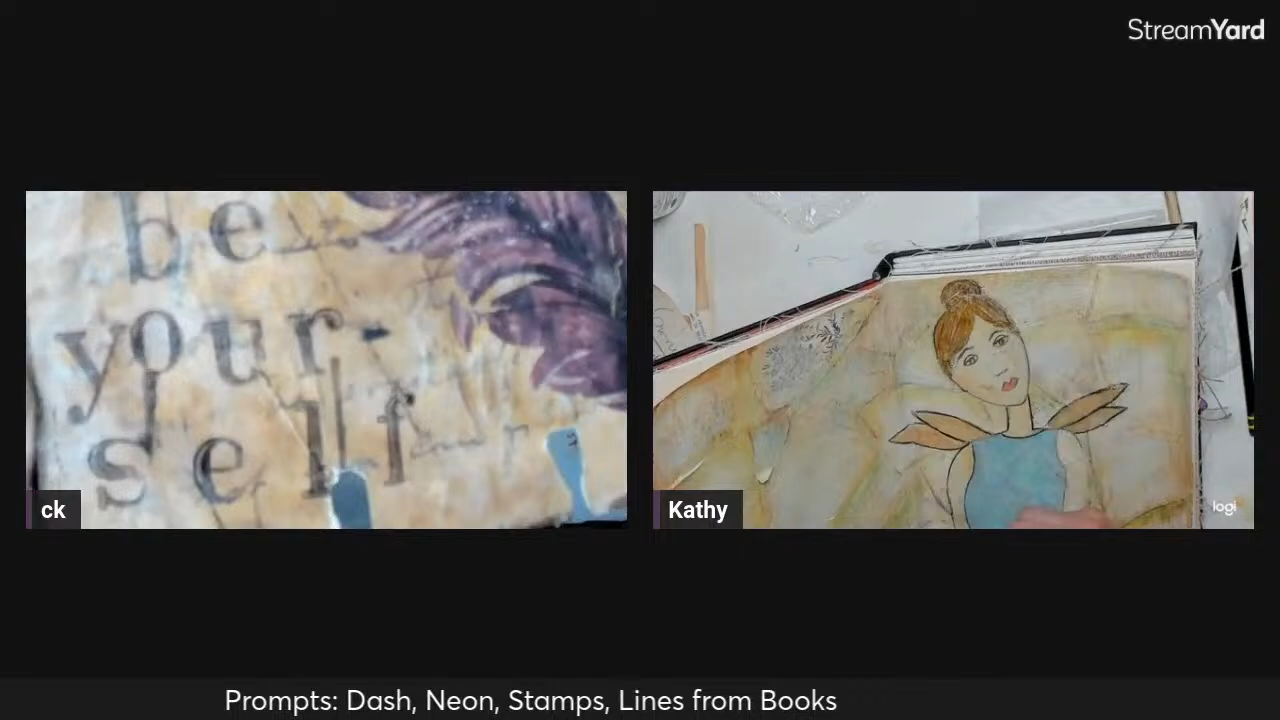 StreamYard
be
your-
self
ck
Kathy
logi
Prompts: Dash, Neon, Stamps, Lines from Books